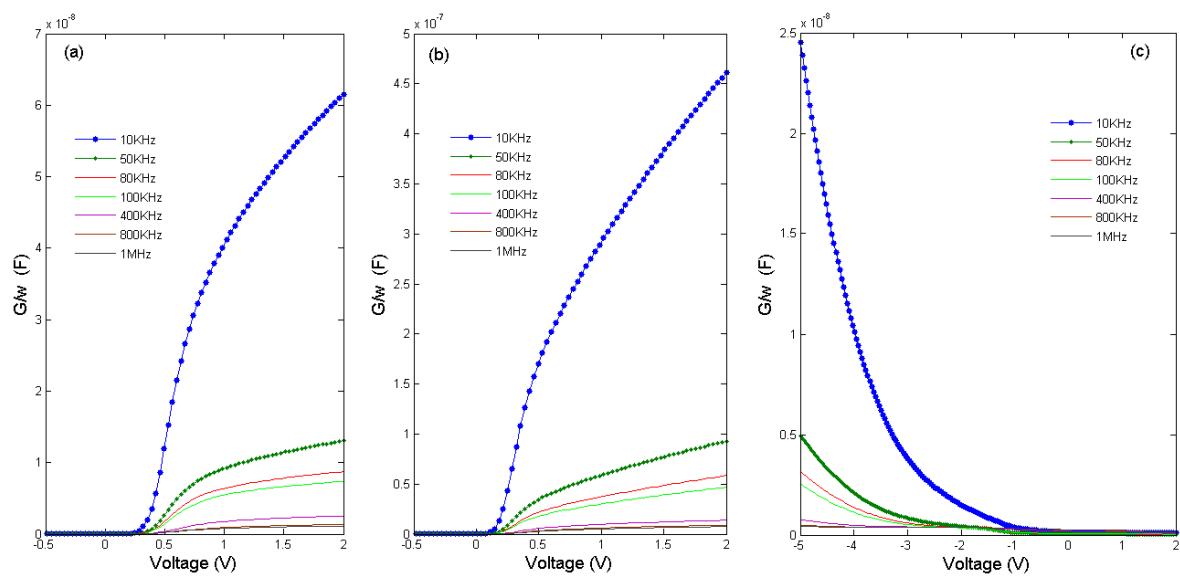 x 10⁻⁸
(a)
7
6
5
4
3
2
1
0
-0.5
0
0.5
1
1.5
2
G/w (F)
Voltage (V)
10KHz
50KHz
80KHz
100KHz
400KHz
800KHz
1MHz
x 10⁻⁷
(b)
5
4.5
4
3.5
3
2.5
2
1.5
1
0.5
0
-0.5
0
0.5
1
1.5
2
G/w (F)
Voltage (V)
10KHz
50KHz
80KHz
100KHz
400KHz
800KHz
1MHz
x 10⁻⁸
(c)
2.5
2
1.5
1
0.5
0
-5
-4
-3
-2
-1
0
1
2
G/w (F)
Voltage (V)
10KHz
50KHz
80KHz
100KHz
400KHz
800KHz
1MHz